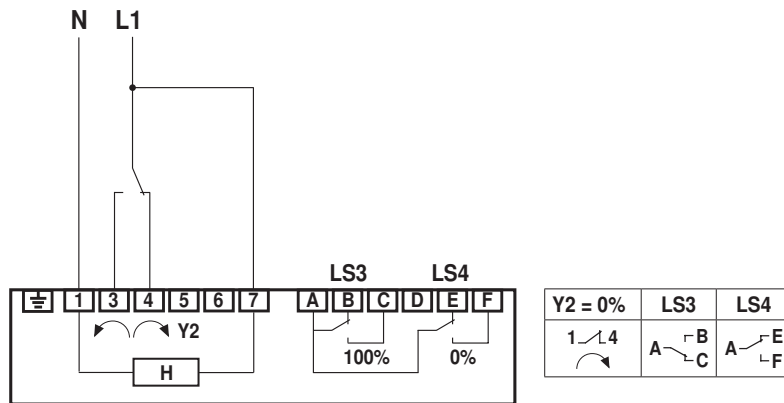 N L1
LS3 LS4
1 3 4 5 6 7 A B C D E F
Y2
100% 0%
H
Y2 = 0% LS3 LS4
1 4 A B C A E F